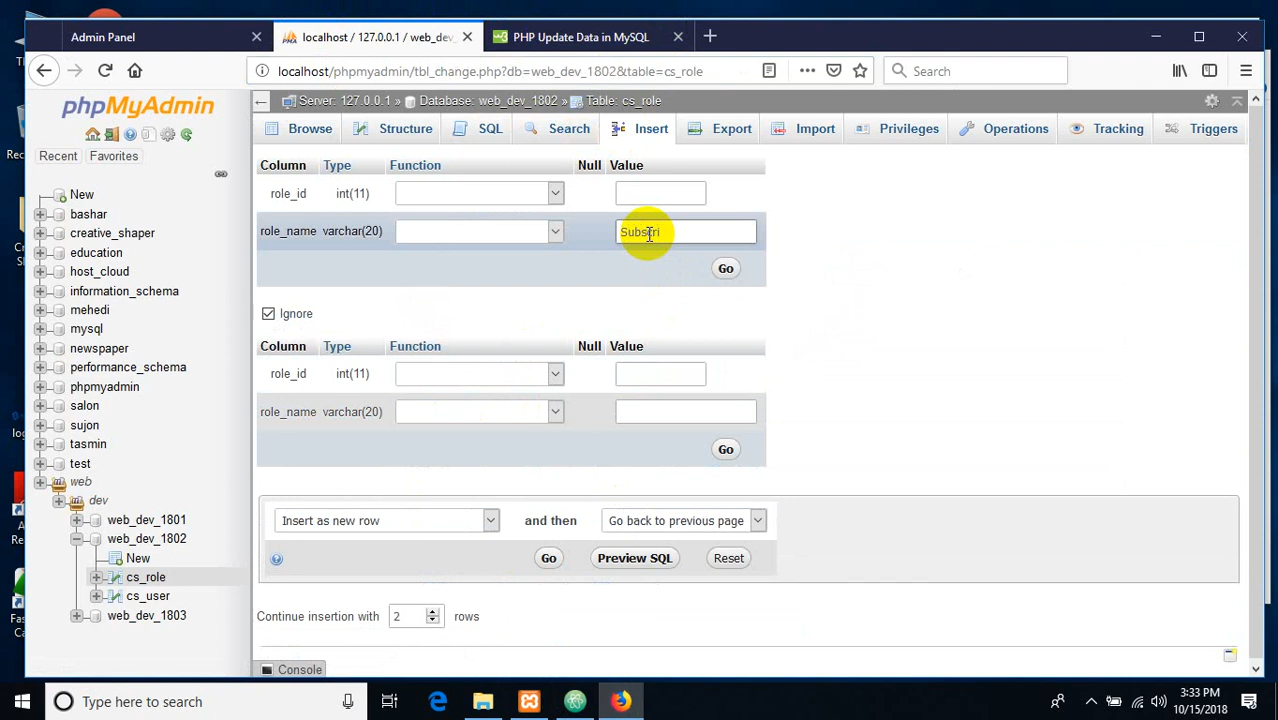 Admin Panel
localhost / 127.0.0.1 / web_dev_
PHP Update Data in MySQL
localhost/phpmyadmin/tbl_change.php?db=web_dev_1802&table=cs_role
Search
phpMyAdmin
Server: 127.0.0.1 » Database: web_dev_1802 » Table: cs_role
Browse Structure SQL Search Insert Export Import Privileges Operations Tracking Triggers
Recent Favorites
New
bashar
creative_shaper
education
host_cloud
information_schema
mehedi
mysql
newspaper
performance_schema
phpmyadmin
salon
sujon
tasmin
test
web
dev
web_dev_1801
web_dev_1802
New
cs_role
cs_user
web_dev_1803
Column Type Function Null Value
role_id int(11)
role_name varchar(20) Subscri
Go
Ignore
Column Type Function Null Value
role_id int(11)
role_name varchar(20)
Go
Insert as new row and then Go back to previous page
Go Preview SQL Reset
Continue insertion with 2 rows
Console
Type here to search
3:33 PM
10/15/2018